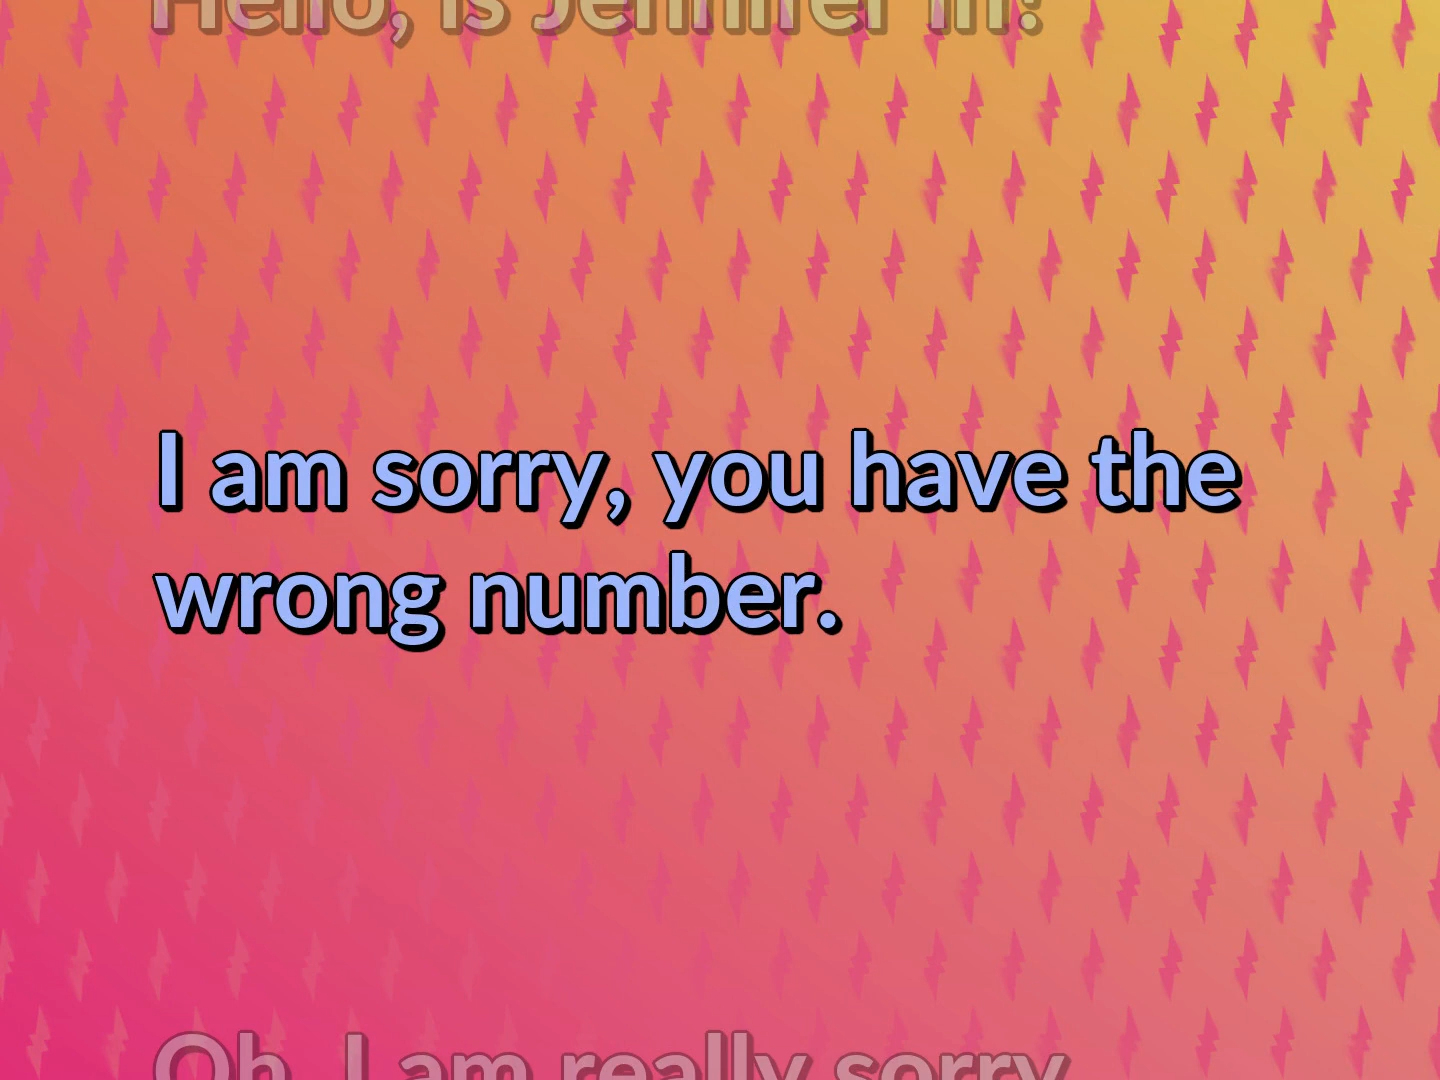 Hello, is Jennifer in?
I am sorry, you have the
wrong number.
Oh, I am really sorry